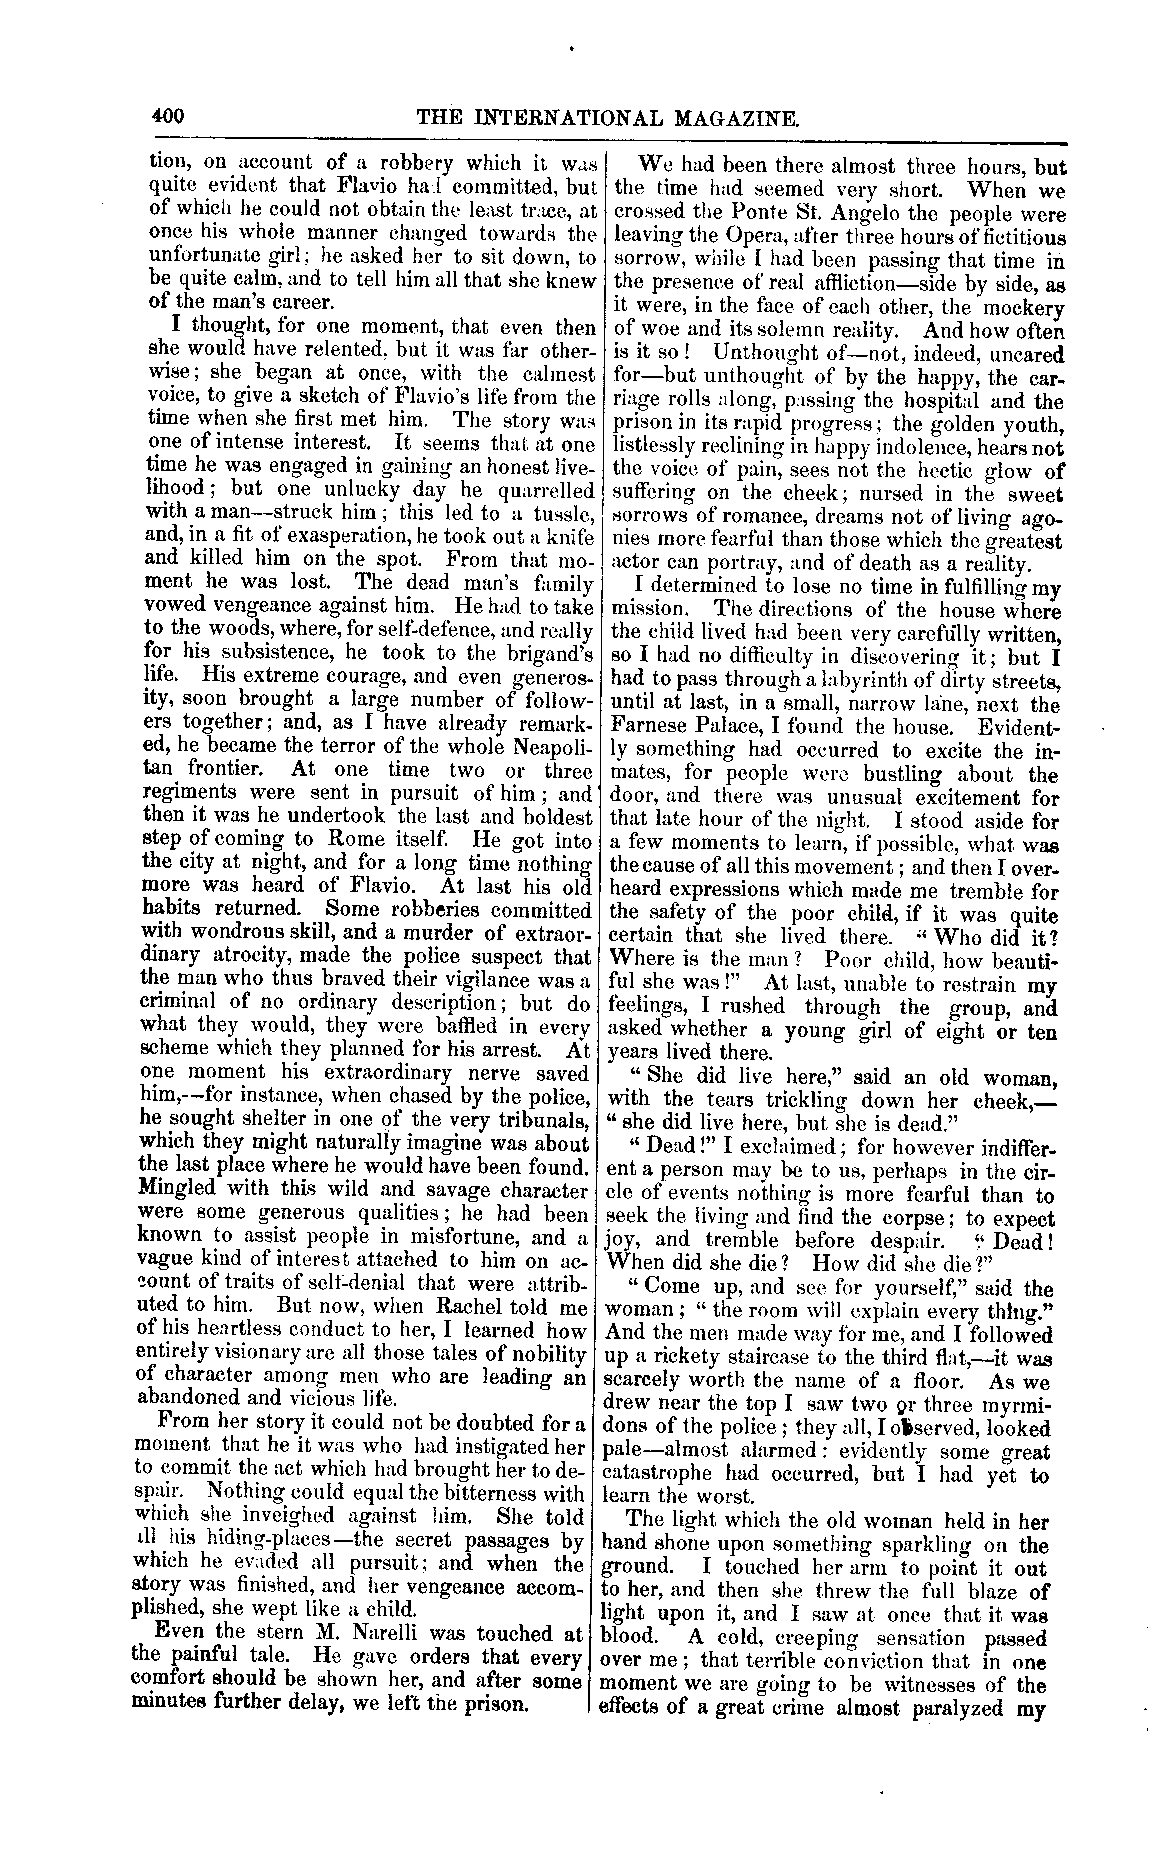 400 THE INTERNATIONAL MAGAZINE.
tion, on account of a robbery which it was
quite evident that Flavio had committed, but
of which he could not obtain the least trace, at
once his whole manner changed towards the
unfortunate girl; he asked her to sit down, to
be quite calm, and to tell him all that she knew
of the man's career.
I thought, for one moment, that even then
she would have relented, but it was far other-
wise; she began at once, with the calmest
voice, to give a sketch of Flavio's life from the
time when she first met him. The story was
one of intense interest. It seems that at one
time he was engaged in gaining an honest live-
lihood; but one unlucky day he quarrelled
with a man--struck him; this led to a tussle,
and, in a fit of exasperation, he took out a knife
and killed him on the spot. From that mo-
ment he was lost. The dead man's family
vowed vengeance against him. He had to take
to the woods, where, for self-defence, and really
for his subsistence, he took to the brigand's
life. His extreme courage, and even generos-
ity, soon brought a large number of follow-
ers together; and, as I have already remark-
ed, he became the terror of the whole Neapoli-
tan frontier. At one time two or three
regiments were sent in pursuit of him; and
then it was he undertook the last and boldest
step of coming to Rome itself. He got into
the city at night, and for a long time nothing
more was heard of Flavio. At last his old
habits returned. Some robberies committed
with wondrous skill, and a murder of extraor-
dinary atrocity, made the police suspect that
the man who thus braved their vigilance was a
criminal of no ordinary description; but do
what they would, they were baffled in every
scheme which they planned for his arrest. At
one moment his extraordinary nerve saved
him,--for instance, when chased by the police,
he sought shelter in one of the very tribunals,
which they might naturally imagine was about
the last place where he would have been found.
Mingled with this wild and savage character
were some generous qualities; he had been
known to assist people in misfortune, and a
vague kind of interest attached to him on ac-
count of traits of self-denial that were attrib-
uted to him. But now, when Rachel told me
of his heartless conduct to her, I learned how
entirely visionary are all those tales of nobility
of character among men who are leading an
abandoned and vicious life.
From her story it could not be doubted for a
moment that he it was who had instigated her
to commit the act which had brought her to de-
spair. Nothing could equal the bitterness with
which she inveighed against him. She told
all his hiding-places—the secret passages by
which he evaded all pursuit; and when the
story was finished, and her vengeance accom-
plished, she wept like a child.
Even the stern M. Narelli was touched at
the painful tale. He gave orders that every
comfort should be shown her, and after some
minutes further delay, we left the prison.
We had been there almost three hours, but
the time had seemed very short. When we
crossed the Ponte St. Angelo the people were
leaving the Opera, after three hours of fictitious
sorrow, while I had been passing that time in
the presence of real affliction—side by side, as
it were, in the face of each other, the mockery
of woe and its solemn reality. And how often
is it so! Unthought of—not, indeed, uncared
for—but unthought of by the happy, the car-
riage rolls along, passing the hospital and the
prison in its rapid progress; the golden youth,
listlessly reclining in happy indolence, hears not
the voice of pain, sees not the hectic glow of
suffering on the cheek; nursed in the sweet
sorrows of romance, dreams not of living ago-
nies more fearful than those which the greatest
actor can portray, and of death as a reality.
I determined to lose no time in fulfilling my
mission. The directions of the house where
the child lived had been very carefully written,
so I had no difficulty in discovering it; but I
had to pass through a labyrinth of dirty streets,
until at last, in a small, narrow lane, next the
Farnese Palace, I found the house. Evident-
ly something had occurred to excite the in-
mates, for people were bustling about the
door, and there was unusual excitement for
that late hour of the night. I stood aside for
a few moments to learn, if possible, what was
the cause of all this movement; and then I over-
heard expressions which made me tremble for
the safety of the poor child, if it was quite
certain that she lived there. "Who did it?
Where is the man? Poor child, how beauti-
ful she was!" At last, unable to restrain my
feelings, I rushed through the group, and
asked whether a young girl of eight or ten
years lived there.
"She did live here," said an old woman,
with the tears trickling down her cheek,—
"she did live here, but she is dead."
"Dead!" I exclaimed; for however indiffer-
ent a person may be to us, perhaps in the cir-
cle of events nothing is more fearful than to
seek the living and find the corpse; to expect
joy, and tremble before despair. "Dead!
When did she die? How did she die?"
"Come up, and see for yourself," said the
woman; "the room will explain every thing."
And the men made way for me, and I followed
up a rickety staircase to the third flat,—it was
scarcely worth the name of a floor. As we
drew near the top I saw two or three myrmi-
dons of the police; they all, I observed, looked
pale—almost alarmed: evidently some great
catastrophe had occurred, but I had yet to
learn the worst.
The light which the old woman held in her
hand shone upon something sparkling on the
ground. I touched her arm to point it out
to her, and then she threw the full blaze of
light upon it, and I saw at once that it was
blood. A cold, creeping sensation passed
over me; that terrible conviction that in one
moment we are going to be witnesses of the
effects of a great crime almost paralyzed my